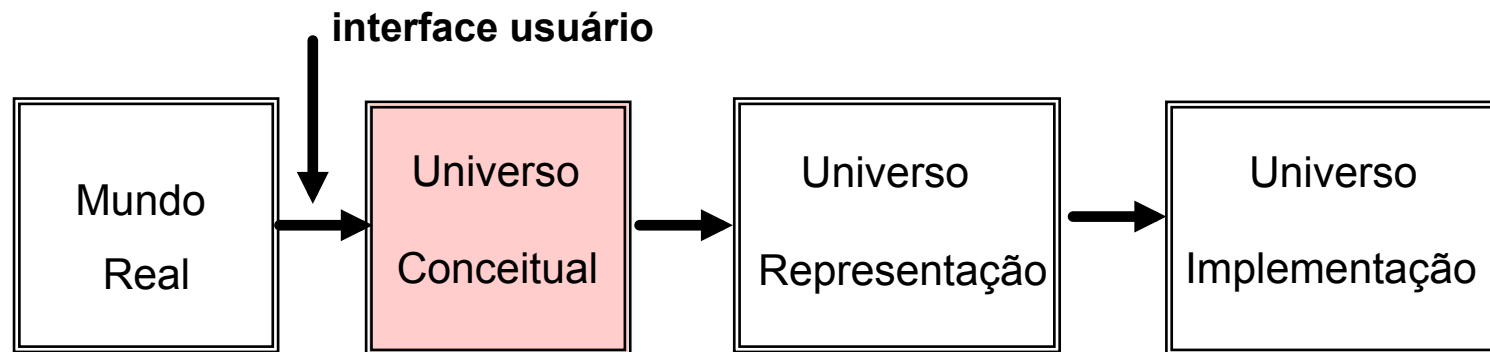 interface usuário
Mundo
Real
Universo
Conceitual
Universo
Representação
Universo
Implementação